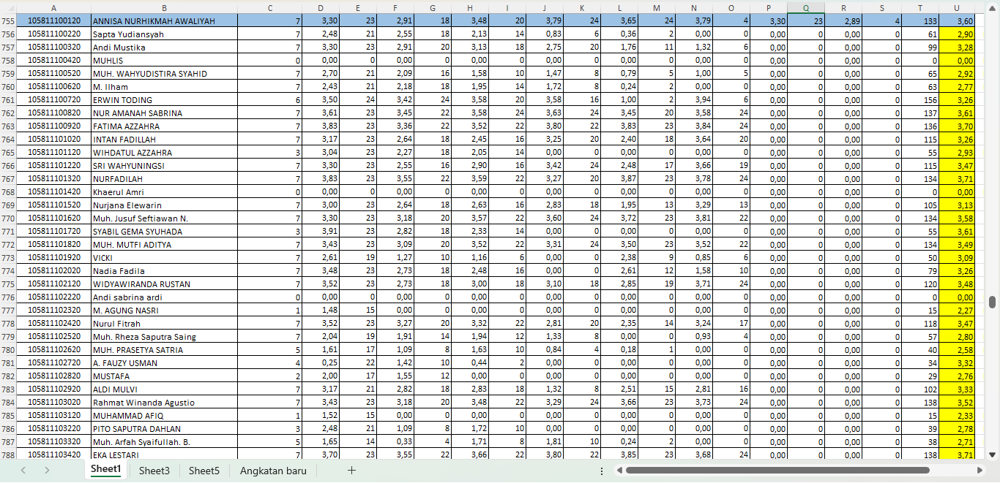 A B C D E F G H I J K L M N O P Q R S T U
755 105811100120 ANNISA NURHIKMAH AWALIYAH 7 3,30 23 2,91 18 3,48 20 3,79 24 3,65 24 3,79 4 3,30 23 2,89 4 133 3,60
756 105811100220 Sapta Yudiansyah 7 2,48 21 2,55 18 2,13 14 0,83 6 0,36 2 0,00 0 0,00 0 0,00 0 61 2,90
757 105811100320 Andi Mustika 7 3,30 23 2,91 20 3,13 18 2,75 20 1,76 11 1,32 6 0,00 0 0,00 0 99 3,28
758 105811100420 MUHLIS 0 0,00 0 0,00 0 0,00 0 0,00 0 0,00 0 0,00 0 0,00 0 0,00 0 0 0,00
759 105811100520 MUH. WAHYUDISTIRA SYAHID 7 2,70 21 2,09 16 1,58 10 1,47 8 0,79 5 1,00 5 0,00 0 0,00 0 65 2,92
760 105811100620 M. Ilham 7 2,43 21 2,18 18 1,95 14 1,72 8 0,24 2 0,00 0 0,00 0 0,00 0 63 2,77
761 105811100720 ERWIN TODING 6 3,50 24 3,42 24 3,58 20 3,58 16 1,00 2 3,94 6 0,00 0 0,00 0 156 3,26
762 105811100820 NUR AMANAH SABRINA 7 3,61 23 3,45 22 3,58 24 3,63 24 3,45 20 3,58 24 0,00 0 0,00 0 137 3,61
763 105811100920 FATIMA AZZAHRA 7 3,83 23 3,36 22 3,52 22 3,80 22 3,83 23 3,84 24 0,00 0 0,00 0 136 3,70
764 105811101020 INTAN FADILLAH 7 3,17 23 2,64 18 2,45 16 3,25 20 2,40 18 3,64 20 0,00 0 0,00 0 115 3,26
765 105811101120 WIHDATUL AZZAHRA 3 3,04 23 2,27 18 2,05 14 0,00 0 0,00 0 0,00 0 0,00 0 0,00 0 55 2,93
766 105811101220 SRI WAHYUNINGSI 7 3,30 23 2,55 16 2,90 16 3,42 24 2,48 17 3,66 19 0,00 0 0,00 0 115 3,47
767 105811101320 NURFADILAH 7 3,83 23 3,55 22 3,59 22 3,27 20 3,87 23 3,78 24 0,00 0 0,00 0 134 3,71
768 105811101420 Khaerul Amri 0 0,00 0 0,00 0 0,00 0 0,00 0 0,00 0 0,00 0 0,00 0 0,00 0 0 0,00
769 105811101520 Nurjana Elewarin 7 3,00 23 2,64 18 2,63 16 2,83 18 1,95 13 3,29 13 0,00 0 0,00 0 105 3,13
770 105811101620 Muh. Jusuf Seftiawan N. 7 3,30 23 3,18 20 3,57 22 3,60 24 3,72 23 3,81 22 0,00 0 0,00 0 134 3,58
771 105811101720 SYABIL GEMA SYUHADA 3 3,91 23 2,82 18 2,33 14 0,00 0 0,00 0 0,00 0 0,00 0 0,00 0 55 3,61
772 105811101820 MUH. MUTFI ADITYA 7 3,43 23 3,09 20 3,52 22 3,31 24 3,50 23 3,52 22 0,00 0 0,00 0 134 3,49
773 105811101920 VICKI 7 2,61 19 1,27 10 1,16 6 0,00 0 2,38 9 0,85 6 0,00 0 0,00 0 50 3,09
774 105811102020 Nadia Fadila 7 3,48 23 2,73 18 2,48 16 0,00 0 2,61 12 1,58 10 0,00 0 0,00 0 79 3,26
775 105811102120 WIDYAWIRANDA RUSTAN 7 3,52 23 2,73 18 3,00 18 3,10 18 2,85 19 3,71 24 0,00 0 0,00 0 120 3,48
776 105811102220 Andi sabrina ardi 0 0,00 0 0,00 0 0,00 0 0,00 0 0,00 0 0,00 0 0,00 0 0,00 0 0 0,00
777 105811102320 M. AGUNG NASRI 1 1,48 15 0,00 0 0,00 0 0,00 0 0,00 0 0,00 0 0,00 0 0,00 0 15 2,27
778 105811102420 Nurul Fitrah 7 3,52 23 3,27 20 3,32 22 2,81 20 2,35 14 3,24 17 0,00 0 0,00 0 118 3,47
779 105811102520 Muh. Rheza Saputra Saing 7 2,04 19 1,91 14 1,94 12 1,33 8 0,00 0 0,93 4 0,00 0 0,00 0 57 2,80
780 105811102620 MUH. PRASETYA SATRIA 5 1,61 17 1,09 8 1,63 10 0,84 4 0,18 1 0,00 0 0,00 0 0,00 0 40 2,58
781 105811102720 A. FAUZY USMAN 4 0,25 22 1,42 10 0,44 2 0,00 0 0,00 0 0,00 0 0,00 0 0,00 0 34 3,32
782 105811102820 MUSTAFA 2 2,00 17 1,55 12 0,00 0 0,00 0 0,00 0 0,00 0 0,00 0 0,00 0 29 2,76
783 105811102920 ALDI MULVI 7 3,17 21 2,82 18 2,83 18 1,32 8 2,51 15 2,81 16 0,00 0 0,00 0 102 3,33
784 105811103020 Rahmat Winanda Agustio 7 3,43 23 3,18 20 3,48 22 3,29 24 3,66 23 3,73 24 0,00 0 0,00 0 138 3,52
785 105811103120 MUHAMMAD AFIQ 1 1,52 15 0,00 0 0,00 0 0,00 0 0,00 0 0,00 0 0,00 0 0,00 0 15 2,33
786 105811103220 PITO SAPUTRA DAHLAN 3 2,48 21 1,09 8 1,72 10 0,00 0 0,00 0 0,00 0 0,00 0 0,00 0 39 2,78
787 105811103320 Muh. Arfah Syaifullah. B. 5 1,65 14 0,33 4 1,71 8 1,81 10 0,24 2 0,00 0 0,00 0 0,00 0 38 2,71
788 105811103420 EKA LESTARI 7 3,70 23 3,55 22 3,66 22 3,80 22 3,85 23 3,68 24 0,00 0 0,00 0 138 3,71
Sheet1 Sheet3 Sheet5 Angkatan baru